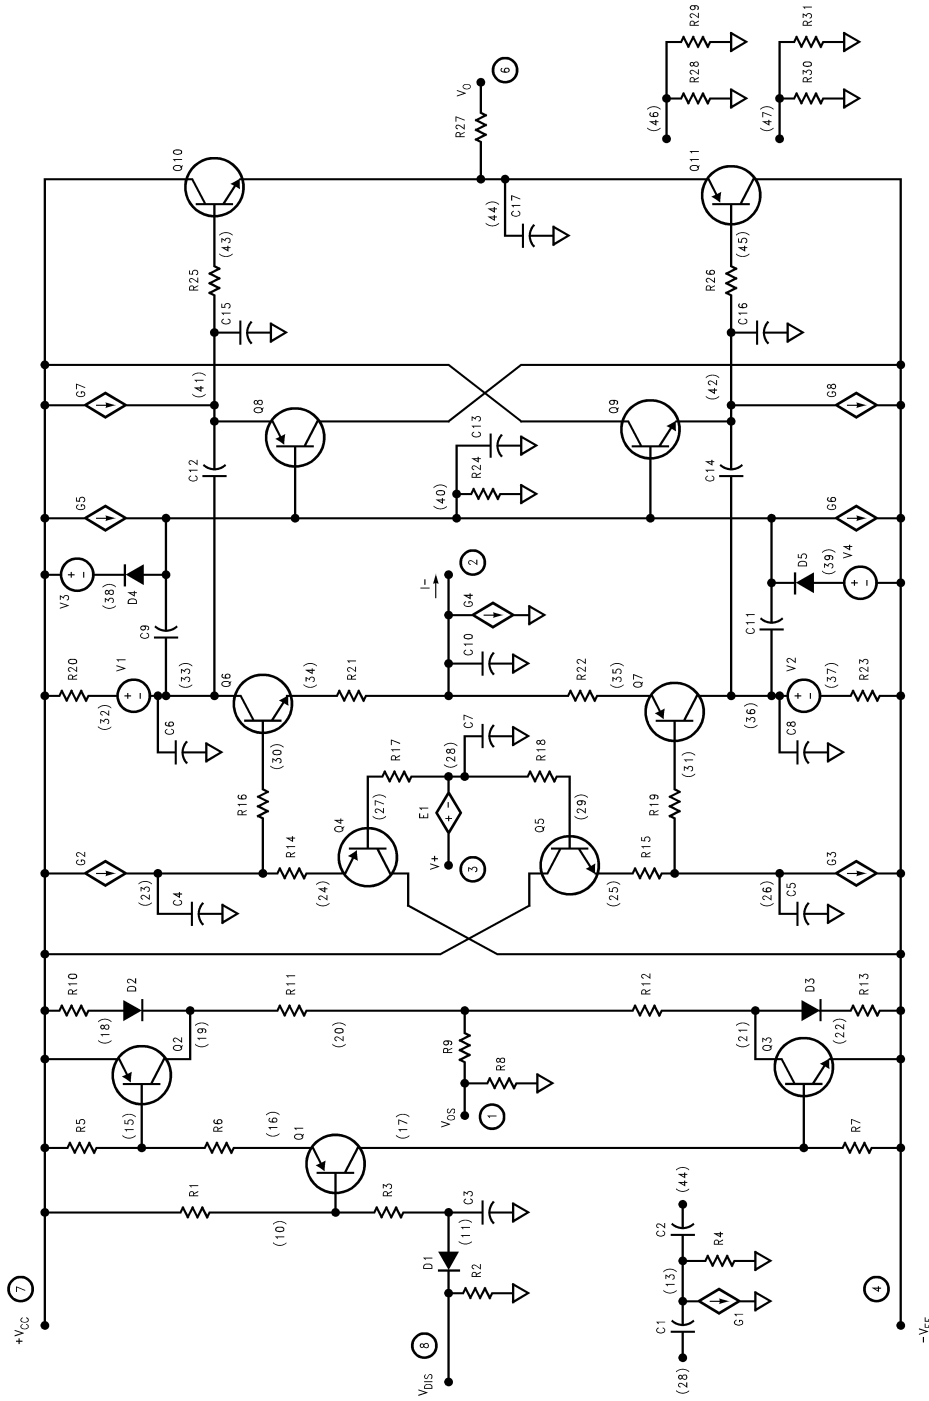 +VCC 7
V3
R5 R10 G2 R20 G5 G7
(18) (32) (38)
(15) D2 V1 D4
(23) C9
Q2 C4 C6 Q10
R1 (19) (33) C12 (41) R25
R6 Q6 C15 (43)
R16
Q8
(16) (30)
(10) R11 R14
Q1 (34)
(24)
(20) Q4
R21
R3 (27) R17
(17)
VDIS 8 D1 E1 I-
VOS R9 V+ (28) (40)
(11) C3 C7 C10 G4 R27 VO
R2 1 3 2 R24 C13 6
R8 (44)
C17
Q5 R18
(29) R22
(25) (35) Q9
R12 R15 Q7
R19 (46)
C2 (13)
(28) (44) (31) Q11 R28 R29
C14 (42) R26
R4
G1 (21) C16 (45)
(36) C11
Q3 (26) (47)
C5 C8 V2
D3 D5 R30 R31
(22) G3 (37) (39) G6 G8
V4
R7 R13
4